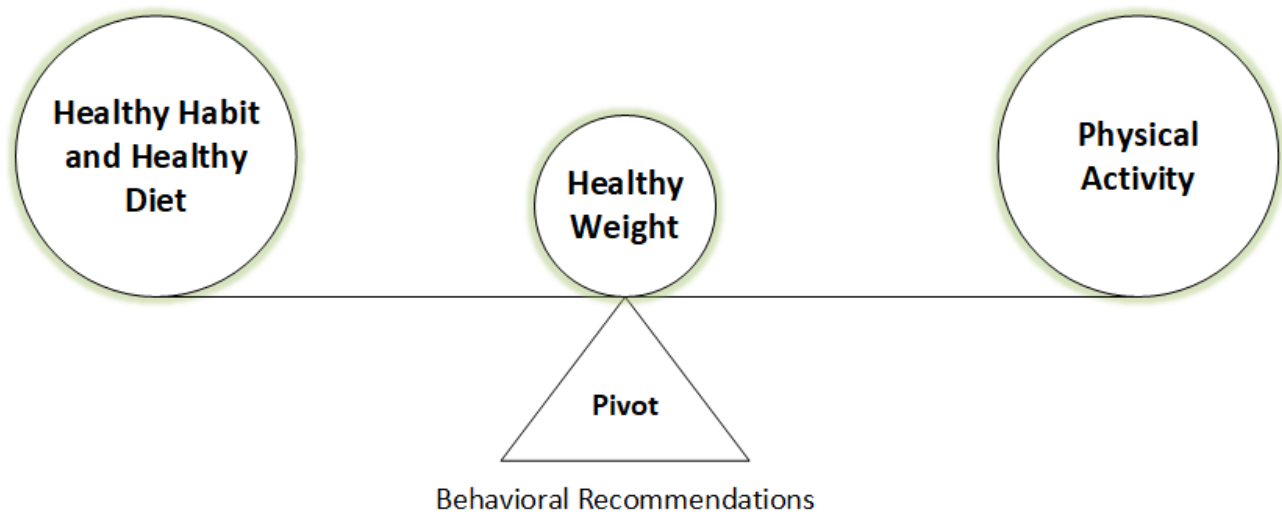 Healthy Habit
and Healthy
Diet
Healthy
Weight
Physical
Activity
Pivot
Behavioral Recommendations